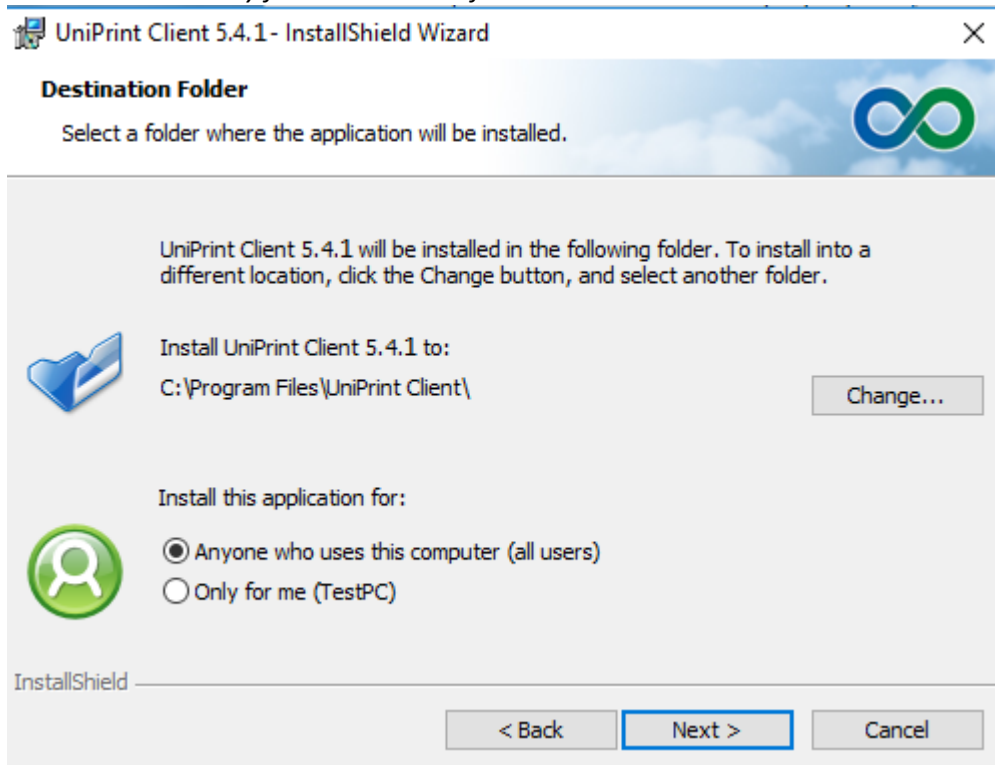 UniPrint Client 5.4.1 - InstallShield Wizard
Destination Folder
Select a folder where the application will be installed.
UniPrint Client 5.4.1 will be installed in the following folder. To install into a
different location, click the Change button, and select another folder.
Install UniPrint Client 5.4.1 to:
C:\Program Files\UniPrint Client\
Change...
Install this application for:
Anyone who uses this computer (all users)
Only for me (TestPC)
InstallShield
< Back
Next >
Cancel